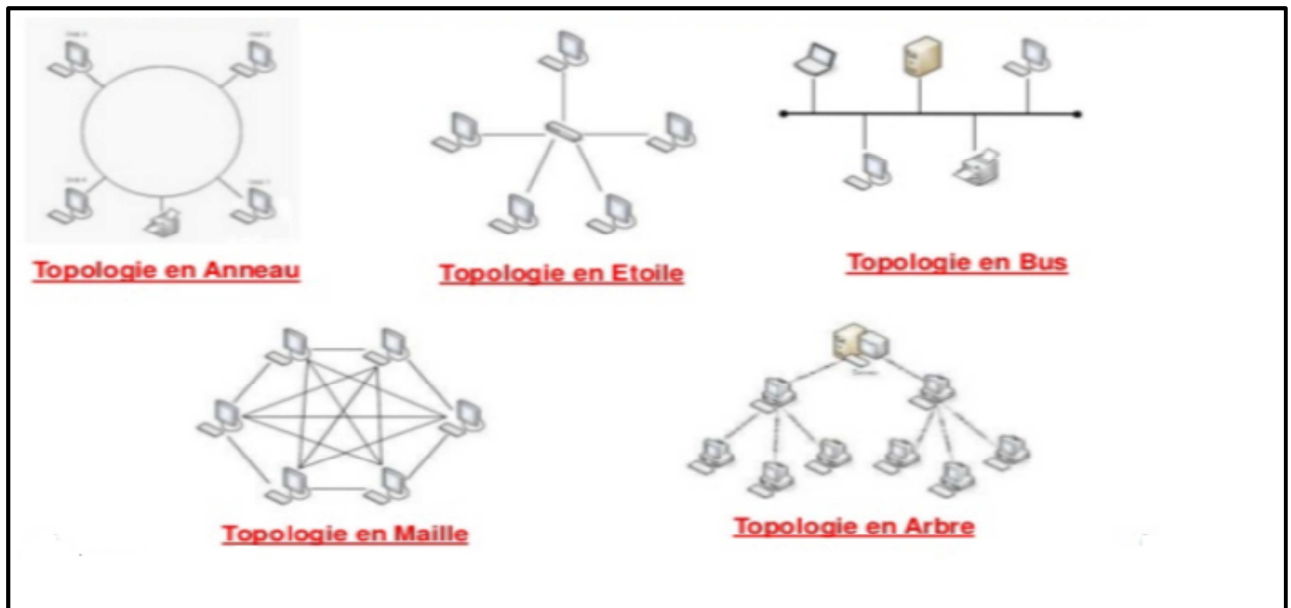 Topologie en Anneau
Topologie en Etoile
Topologie en Bus
Topologie en Maille
Topologie en Arbre